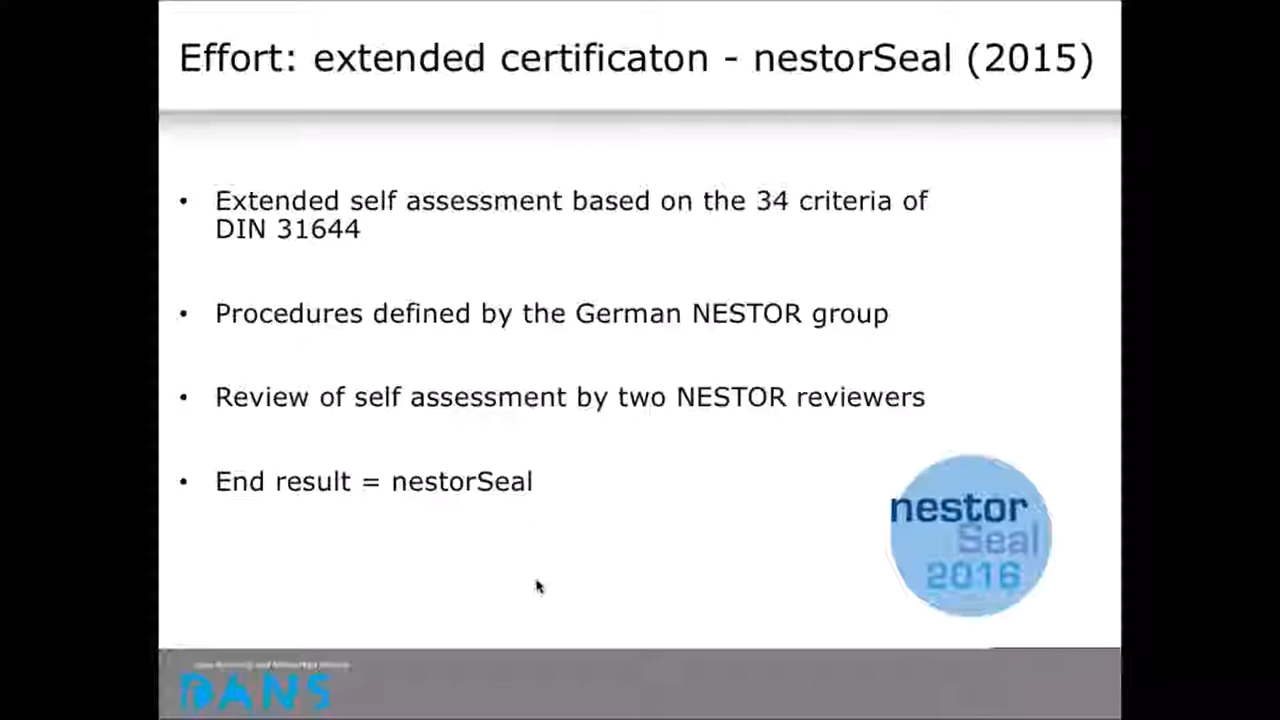 Effort: extended certificaton - nestorSeal (2015)
• Extended self assessment based on the 34 criteria of
DIN 31644
• Procedures defined by the German NESTOR group
• Review of self assessment by two NESTOR reviewers
• End result = nestorSeal
nestor
Seal
2016
DANS